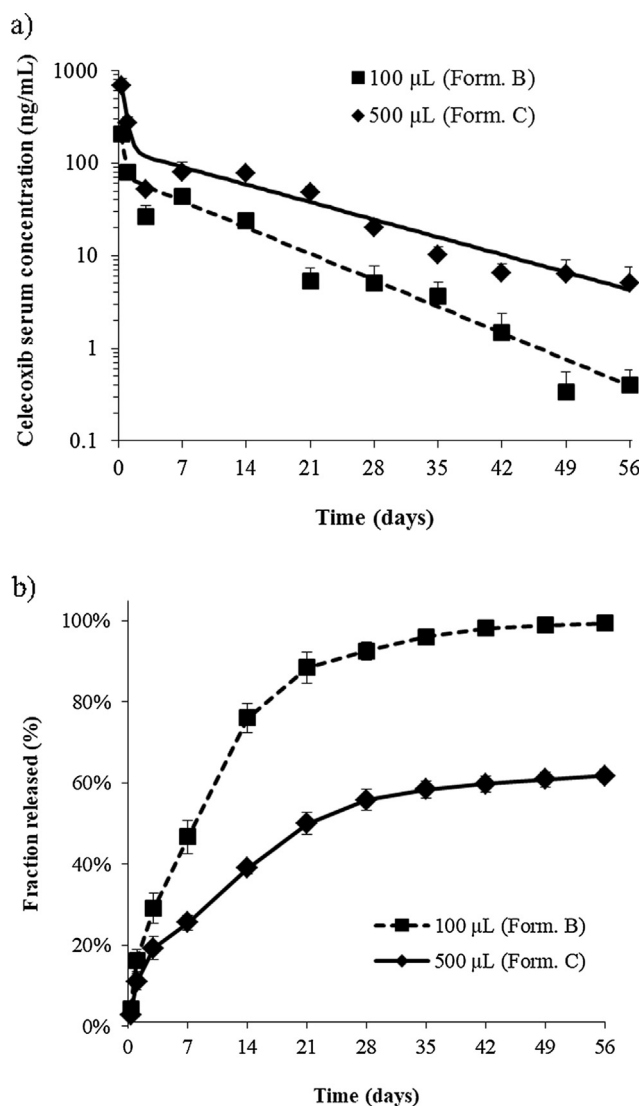 a)
Celecoxib serum concentration (ng/mL)
1000
100
10
1
0.1
100 μL (Form. B)
500 μL (Form. C)
0 7 14 21 28 35 42 49 56
Time (days)
b)
Fraction released (%)
100%
80%
60%
40%
20%
0%
100 μL (Form. B)
500 μL (Form. C)
0 7 14 21 28 35 42 49 56
Time (days)